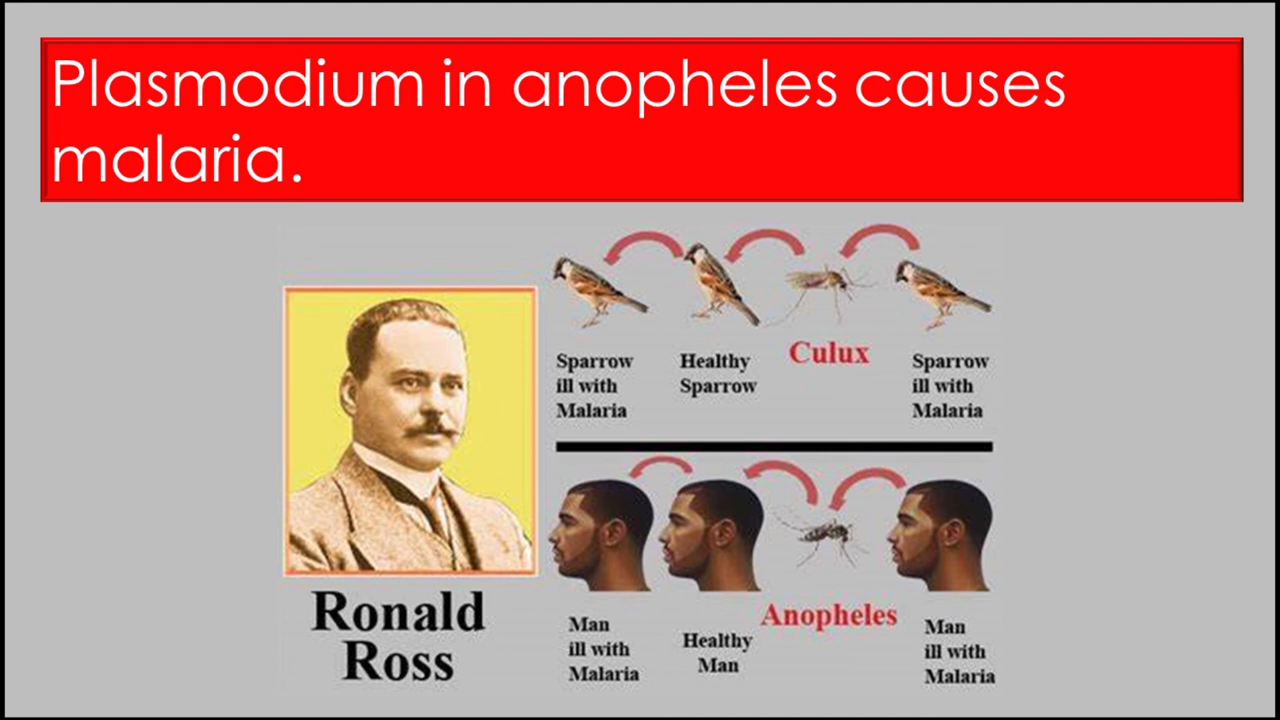 Plasmodium in anopheles causes
malaria.
Sparrow
ill with
Malaria
Healthy
Sparrow
Culux
Sparrow
ill with
Malaria
Ronald
Ross
Man
ill with
Malaria
Healthy
Man
Anopheles
Man
ill with
Malaria